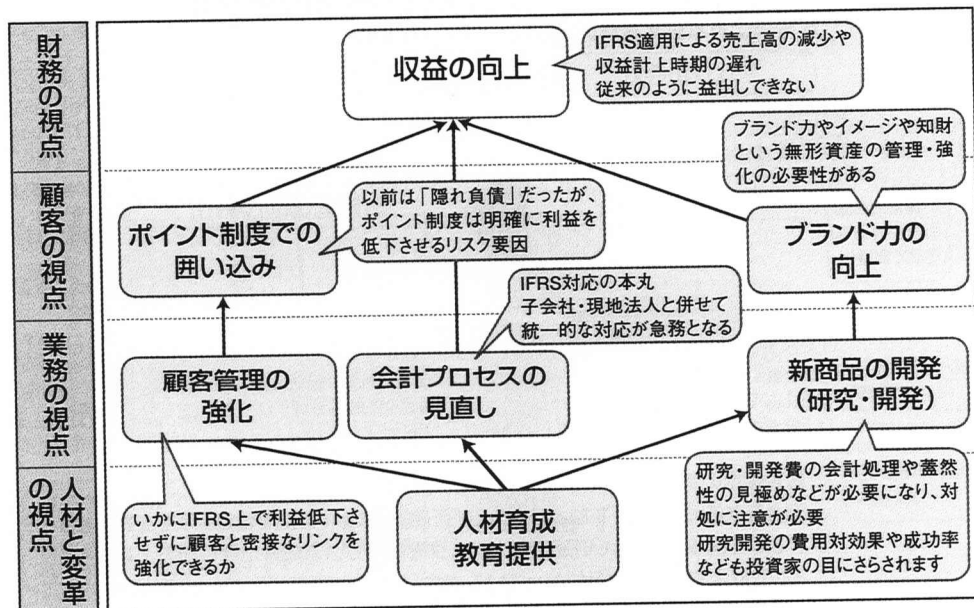 財務の視点
収益の向上
IFRS適用による売上高の減少や
収益計上時期の遅れ
従来のように益出しできない
顧客の視点
ポイント制度での
囲い込み
以前は「隠れ負債」だったが、
ポイント制度は明確に利益を
低下させるリスク要因
ブランド力やイメージや知財
という無形資産の管理・強
化の必要性がある
ブランド力の
向上
業務の視点
顧客管理の
強化
IFRS対応の本丸
子会社・現地法人と併せて
統一的な対応が急務となる
会計プロセスの
見直し
新商品の開発
（研究・開発）
人材と変革
の視点
いかにIFRS上で利益低下さ
せずに顧客と密接なリンクを
強化できるか
人材育成
教育提供
研究・開発費の会計処理や蓋然
性の見極めなどが必要になり、対
処に注意が必要
研究開発の費用対効果や成功率
なども投資家の目にさらされます